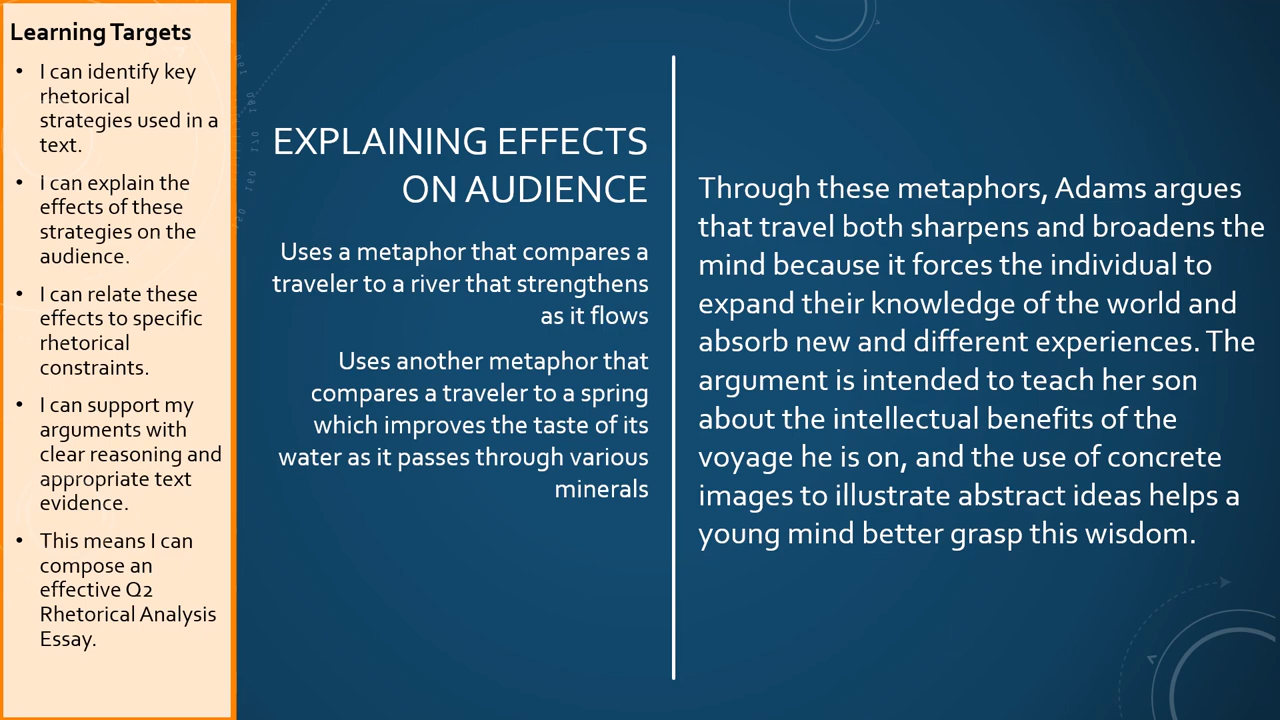 Learning Targets
• I can identify key
rhetorical
strategies used in a
text.
• I can explain the
effects of these
strategies on the
audience.
• I can relate these
effects to specific
rhetorical
constraints.
• I can support my
arguments with
clear reasoning and
appropriate text
evidence.
• This means I can
compose an
effective Q2
Rhetorical Analysis
Essay.
EXPLAINING EFFECTS
ON AUDIENCE
Uses a metaphor that compares a
traveler to a river that strengthens
as it flows
Uses another metaphor that
compares a traveler to a spring
which improves the taste of its
water as it passes through various
minerals
Through these metaphors, Adams argues
that travel both sharpens and broadens the
mind because it forces the individual to
expand their knowledge of the world and
absorb new and different experiences. The
argument is intended to teach her son
about the intellectual benefits of the
voyage he is on, and the use of concrete
images to illustrate abstract ideas helps a
young mind better grasp this wisdom.